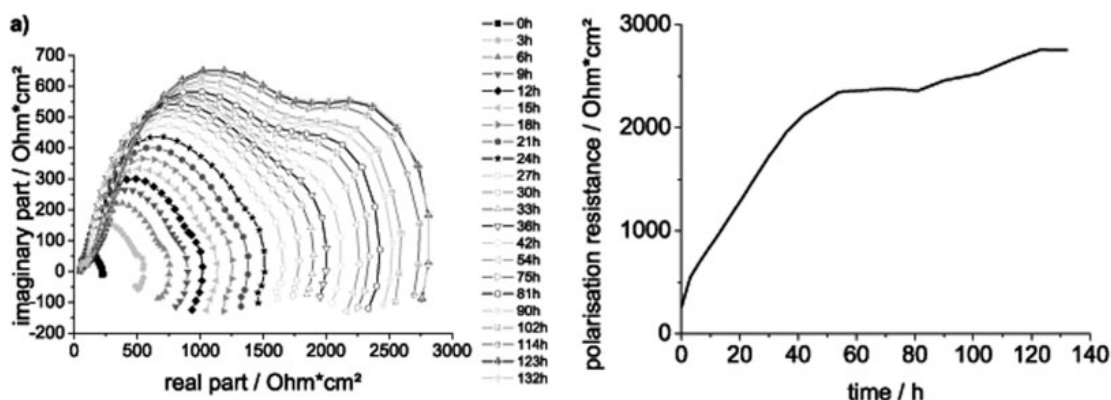 a)
imaginary part / Ohm*cm²
700
600
500
400
300
200
100
0
-100
-200
0
500
1000
1500
2000
2500
3000
real part / Ohm*cm²
0h
3h
6h
9h
12h
15h
18h
21h
24h
27h
30h
33h
36h
42h
54h
75h
81h
90h
102h
114h
123h
132h
polarisation resistance / Ohm*cm²
3000
2000
1000
0
0
20
40
60
80
100
120
140
time / h